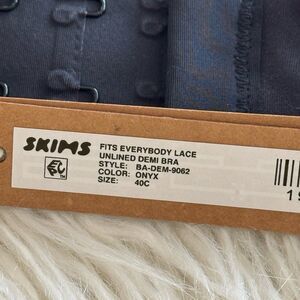 SKIMS
FITS EVERYBODY LACE
UNLINED DEMI BRA
STYLE: BA-DEM-9062
COLOR: ONYX
SIZE: 40C